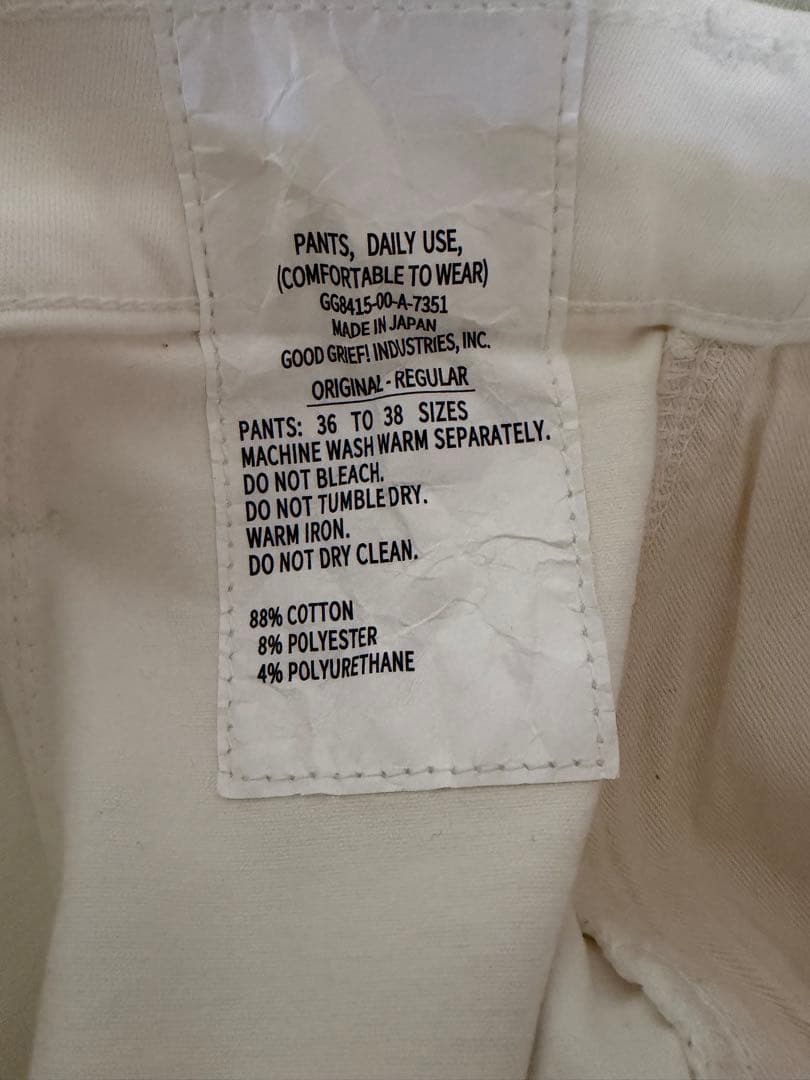 PANTS, DAILY USE,
(COMFORTABLE TO WEAR)
GG8415-00-A-7351
MADE IN JAPAN
GOOD GRIEF! INDUSTRIES, INC.
ORIGINAL - REGULAR
PANTS: 36 TO 38 SIZES
MACHINE WASH WARM SEPARATELY.
DO NOT BLEACH.
DO NOT TUMBLE DRY.
WARM IRON.
DO NOT DRY CLEAN.
88% COTTON
8% POLYESTER
4% POLYURETHANE